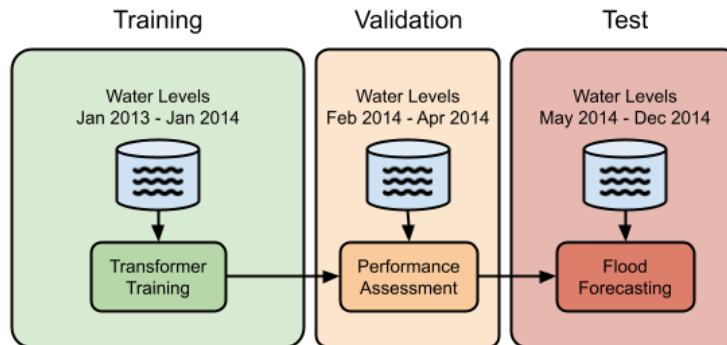 Training
Validation
Test
Water Levels
Jan 2013 - Jan 2014
Water Levels
Feb 2014 - Apr 2014
Water Levels
May 2014 - Dec 2014
Transformer
Training
Performance
Assessment
Flood
Forecasting